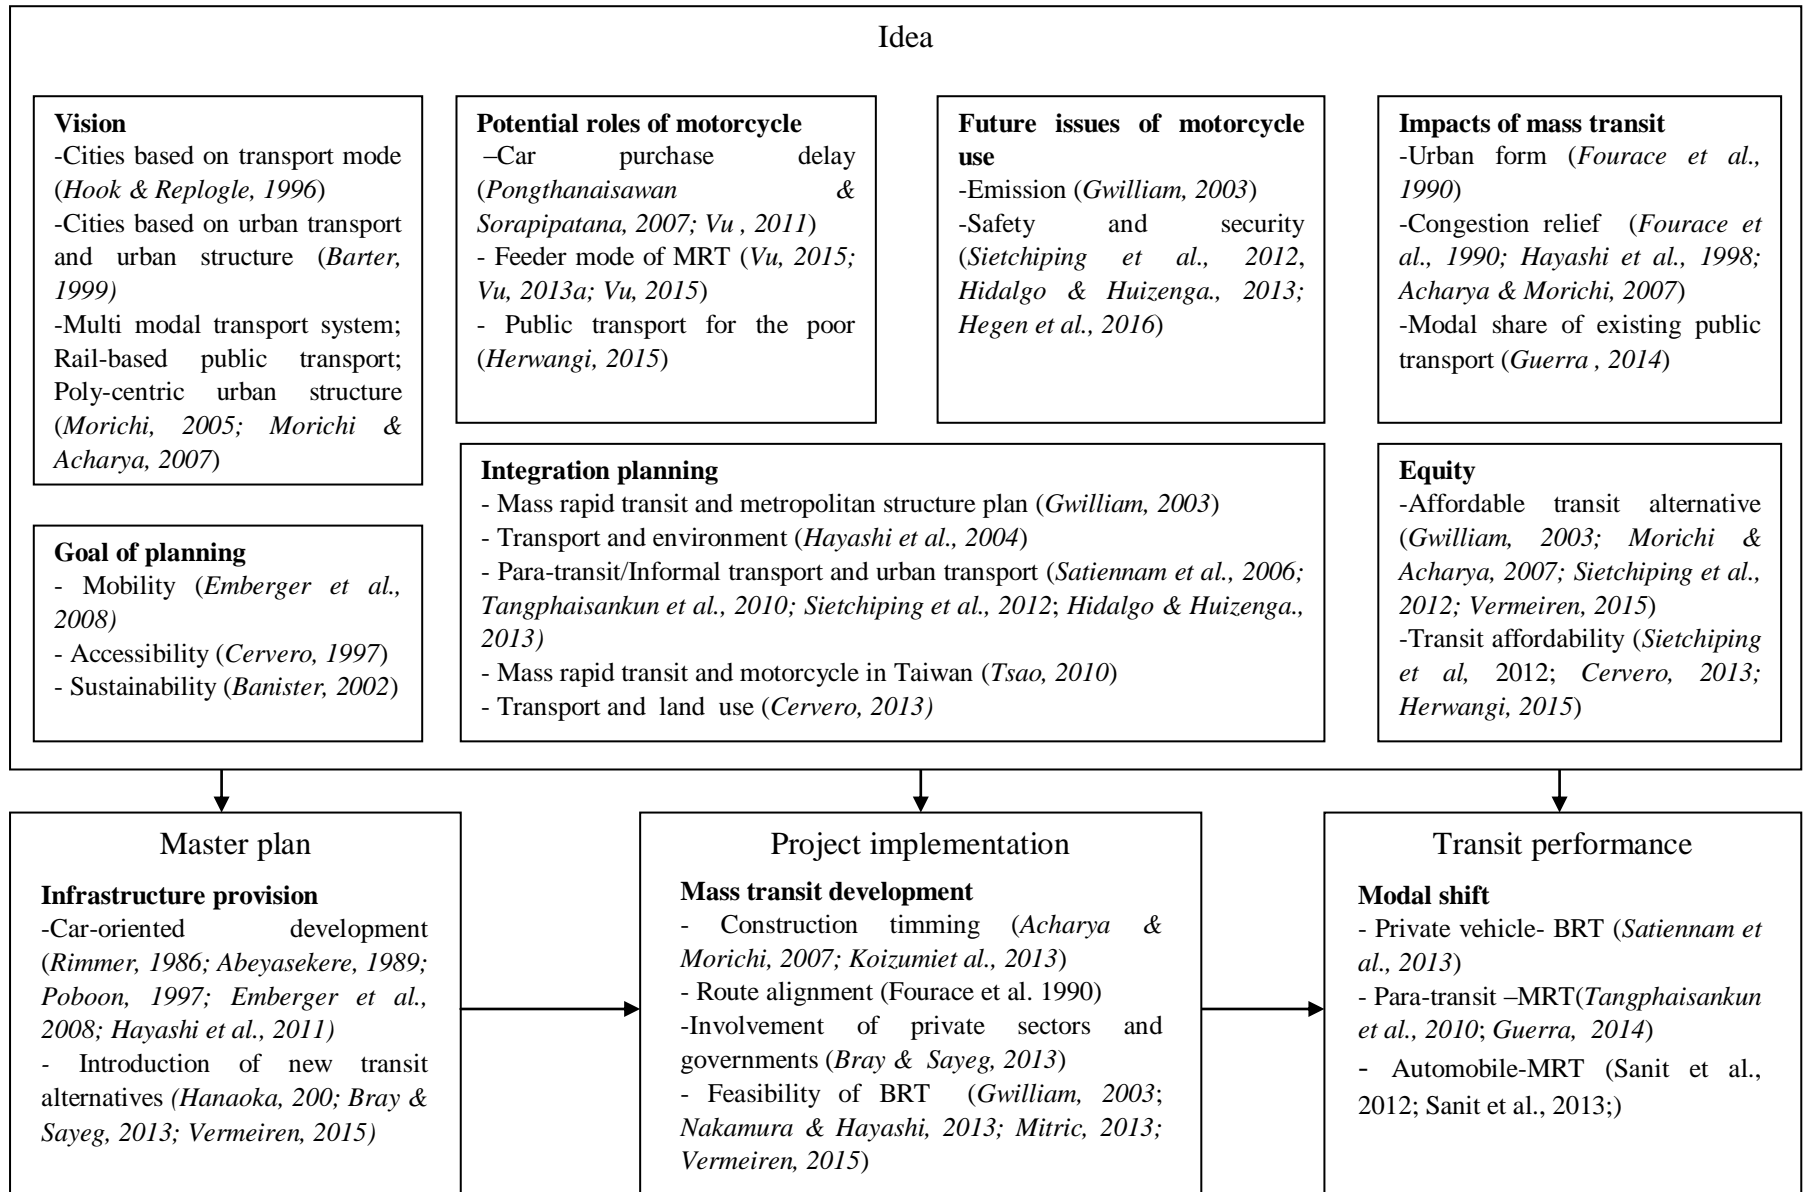 Idea
Vision
-Cities based on transport mode
(Hook & Replogle, 1996)
-Cities based on urban transport
and urban structure (Barter,
1999)
-Multi modal transport system;
Rail-based public transport;
Poly-centric urban structure
(Morichi, 2005; Morichi &
Acharya, 2007)
Potential roles of motorcycle
–Car purchase delay
(Pongthanaisawan &
Sorapipatana, 2007; Vu , 2011)
- Feeder mode of MRT (Vu, 2015;
Vu, 2013a; Vu, 2015)
- Public transport for the poor
(Herwangi, 2015)
Future issues of motorcycle
use
-Emission (Gwilliam, 2003)
-Safety and security
(Sietchiping et al., 2012,
Hidalgo & Huizenga., 2013;
Hegen et al., 2016)
Impacts of mass transit
-Urban form (Fourace et al.,
1990)
-Congestion relief (Fourace et
al., 1990; Hayashi et al., 1998;
Acharya & Morichi, 2007)
-Modal share of existing public
transport (Guerra , 2014)
Goal of planning
- Mobility (Emberger et al.,
2008)
- Accessibility (Cervero, 1997)
- Sustainability (Banister, 2002)
Integration planning
- Mass rapid transit and metropolitan structure plan (Gwilliam, 2003)
- Transport and environment (Hayashi et al., 2004)
- Para-transit/Informal transport and urban transport (Satiennam et al., 2006;
Tangphaisankun et al., 2010; Sietchiping et al., 2012; Hidalgo & Huizenga.,
2013)
- Mass rapid transit and motorcycle in Taiwan (Tsao, 2010)
- Transport and land use (Cervero, 2013)
Equity
-Affordable transit alternative
(Gwilliam, 2003; Morichi &
Acharya, 2007; Sietchiping et al.,
2012; Vermeiren, 2015)
-Transit affordability (Sietchiping
et al, 2012; Cervero, 2013;
Herwangi, 2015)
Master plan
Infrastructure provision
-Car-oriented development
(Rimmer, 1986; Abeyasekere, 1989;
Poboon, 1997; Emberger et al.,
2008; Hayashi et al., 2011)
- Introduction of new transit
alternatives (Hanaoka, 200; Bray &
Sayeg, 2013; Vermeiren, 2015)
Project implementation
Mass transit development
- Construction timming (Acharya &
Morichi, 2007; Koizumiet al., 2013)
- Route alignment (Fourace et al. 1990)
-Involvement of private sectors and
governments (Bray & Sayeg, 2013)
- Feasibility of BRT (Gwilliam, 2003;
Nakamura & Hayashi, 2013; Mitric, 2013;
Vermeiren, 2015)
Transit performance
Modal shift
- Private vehicle- BRT (Satiennam et
al., 2013)
- Para-transit –MRT(Tangphaisankun
et al., 2010; Guerra, 2014)
- Automobile-MRT (Sanit et al.,
2012; Sanit et al., 2013;)